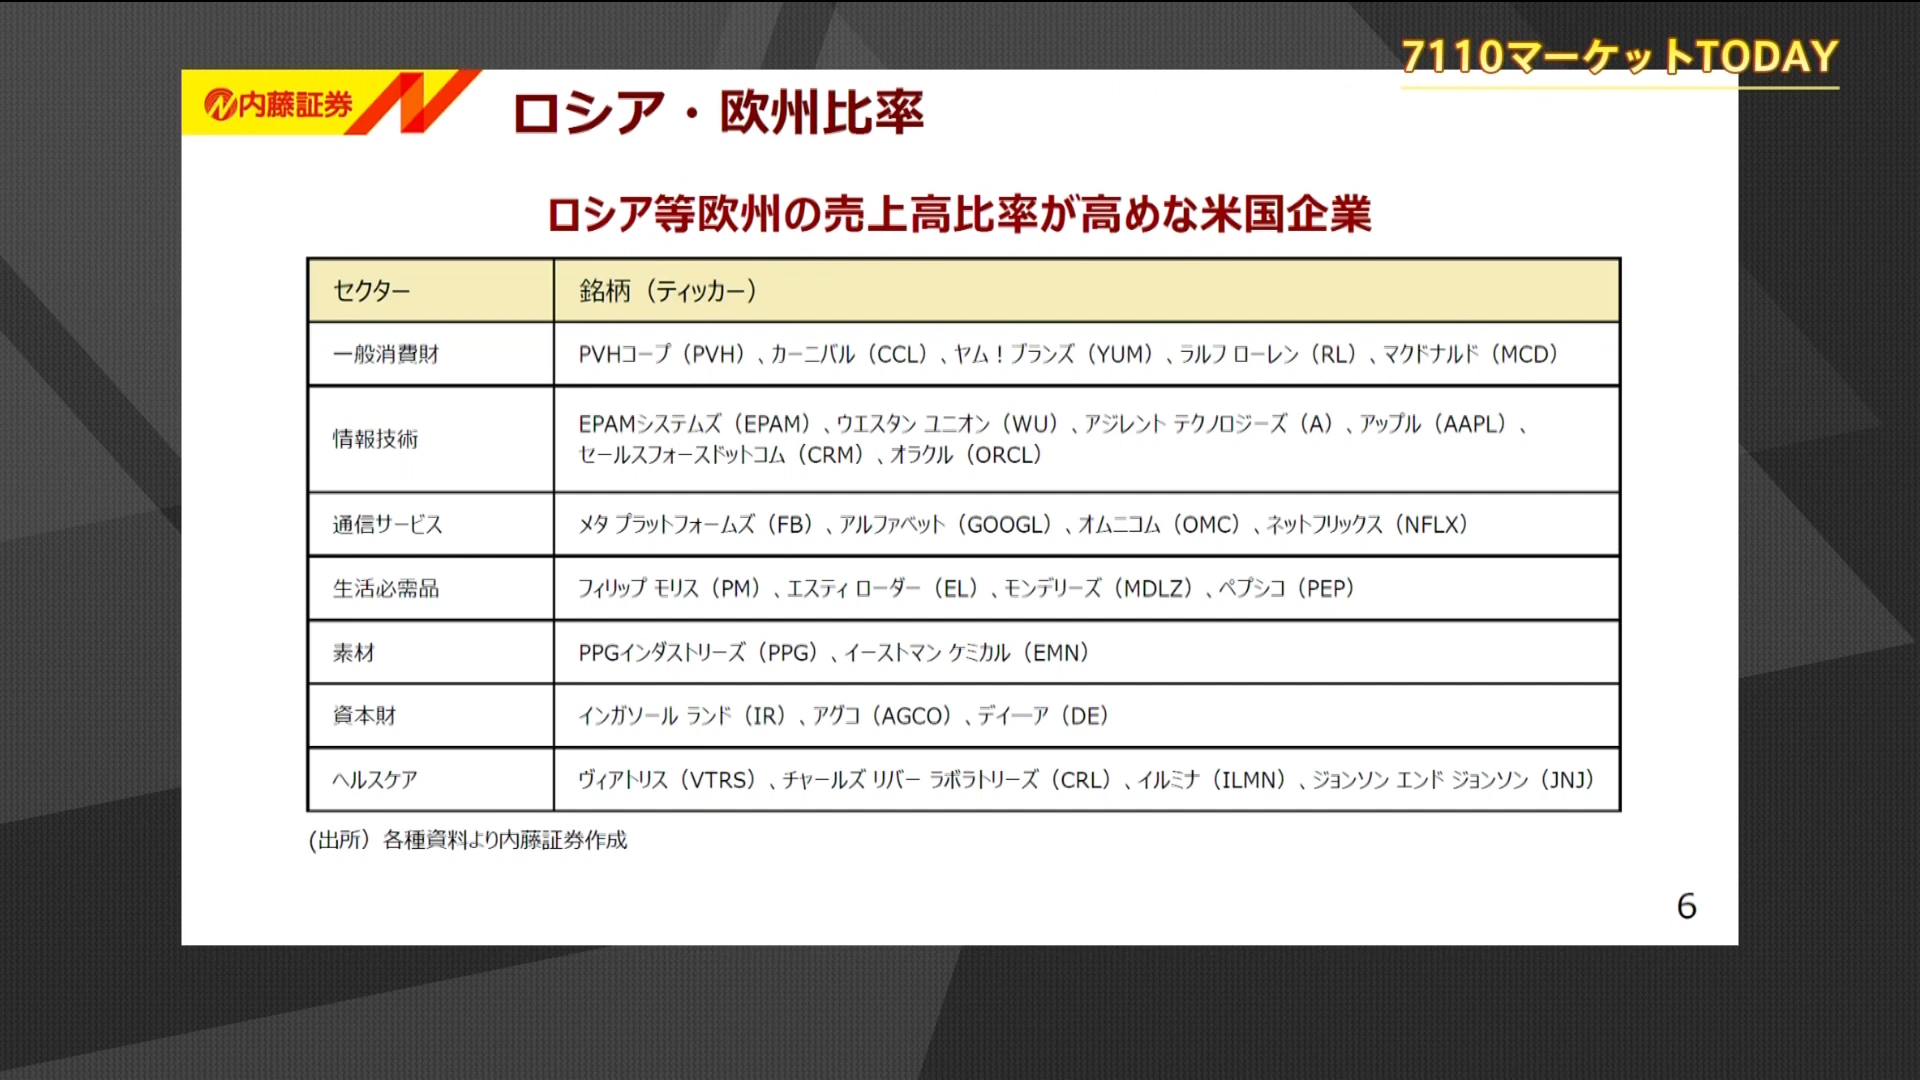 7110マーケットTODAY
内藤証券
ロシア・欧州比率
ロシア等欧州の売上高比率が高めな米国企業
セクター 銘柄（ティッカー）
一般消費財 PVHコープ（PVH）、カーニバル（CCL）、ヤム！ブランズ（YUM）、ラルフ ローレン（RL）、マクドナルド（MCD）
情報技術 EPAMシステムズ（EPAM）、ウエスタン ユニオン（WU）、アジレント テクノロジーズ（A）、アップル（AAPL）、
セールスフォースドットコム（CRM）、オラクル（ORCL）
通信サービス メタ プラットフォームズ（FB）、アルファベット（GOOGL）、オムニコム（OMC）、ネットフリックス（NFLX）
生活必需品 フィリップ モリス（PM）、エスティ ローダー（EL）、モンデリーズ（MDLZ）、ペプシコ（PEP）
素材 PPGインダストリーズ（PPG）、イーストマン ケミカル（EMN）
資本財 インガソール ランド（IR）、アグコ（AGCO）、デイーア（DE）
ヘルスケア ヴィアトリス（VTRS）、チャールズ リバー ラボラトリーズ（CRL）、イルミナ（ILMN）、ジョンソン エンド ジョンソン（JNJ）
(出所）各種資料より内藤証券作成
6